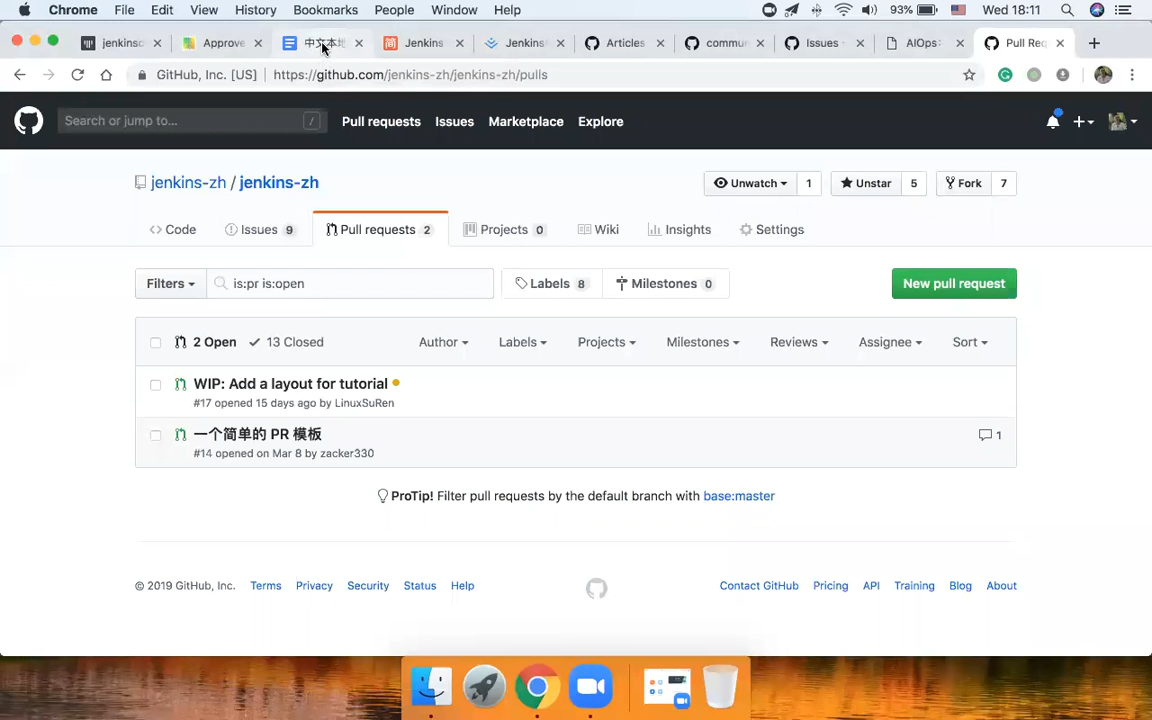 Chrome File Edit View History Bookmarks People Window Help 93% Wed 18:11
jenkins Approve 中文本地 Jenkins Jenkins Articles commu Issues - AIOps: Pull Req
GitHub, Inc. [US] https://github.com/jenkins-zh/jenkins-zh/pulls
Search or jump to... / Pull requests Issues Marketplace Explore
jenkins-zh / jenkins-zh Unwatch 1 Unstar 5 Fork 7
Code Issues 9 Pull requests 2 Projects 0 Wiki Insights Settings
Filters is:pr is:open Labels 8 Milestones 0 New pull request
2 Open 13 Closed Author Labels Projects Milestones Reviews Assignee Sort
WIP: Add a layout for tutorial
#17 opened 15 days ago by LinuxSuRen
一个简单的 PR 模板 1
#14 opened on Mar 8 by zacker330
ProTip! Filter pull requests by the default branch with base:master
© 2019 GitHub, Inc. Terms Privacy Security Status Help Contact GitHub Pricing API Training Blog About